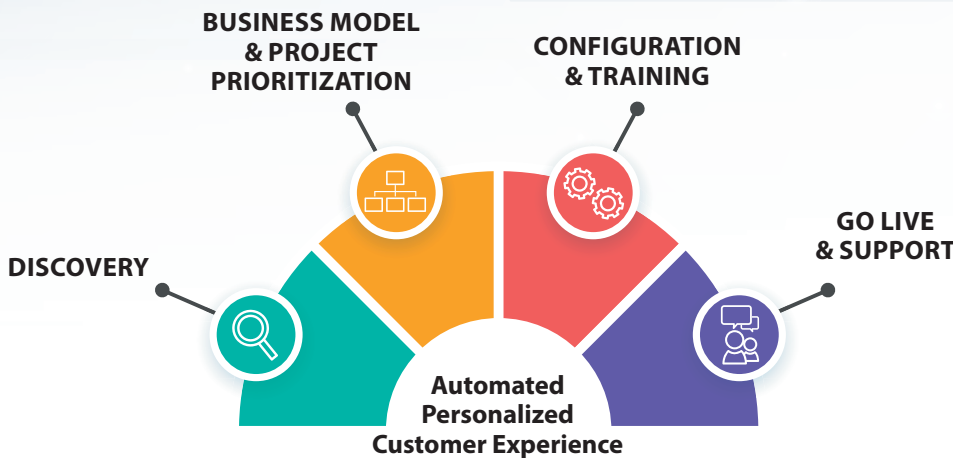 BUSINESS MODEL
& PROJECT
PRIORITIZATION
CONFIGURATION
& TRAINING
DISCOVERY
GO LIVE
& SUPPORT
Automated
Personalized
Customer Experience